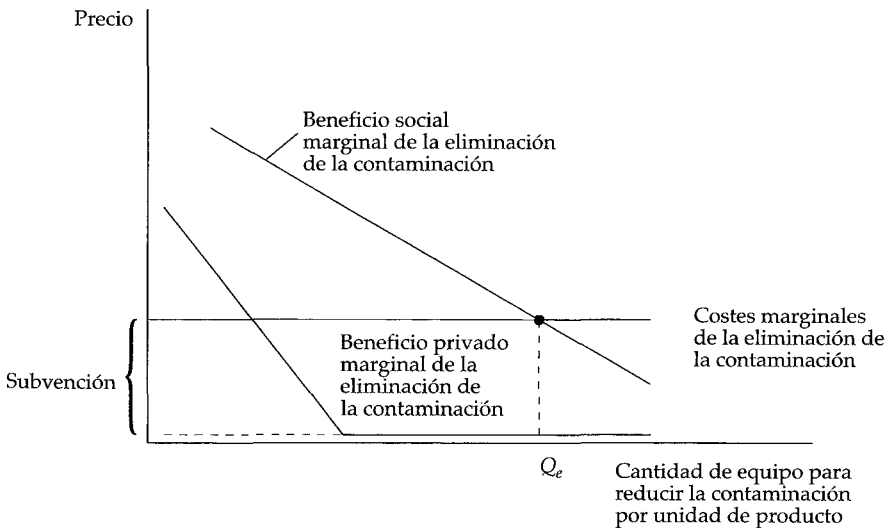 Precio
Beneficio social
marginal de la eliminación
de la contaminación
Costes marginales
de la eliminación de
la contaminación
Beneficio privado
marginal de la
eliminación de
la contaminación
Subvención
Qe
Cantidad de equipo para
reducir la contaminación
por unidad de producto